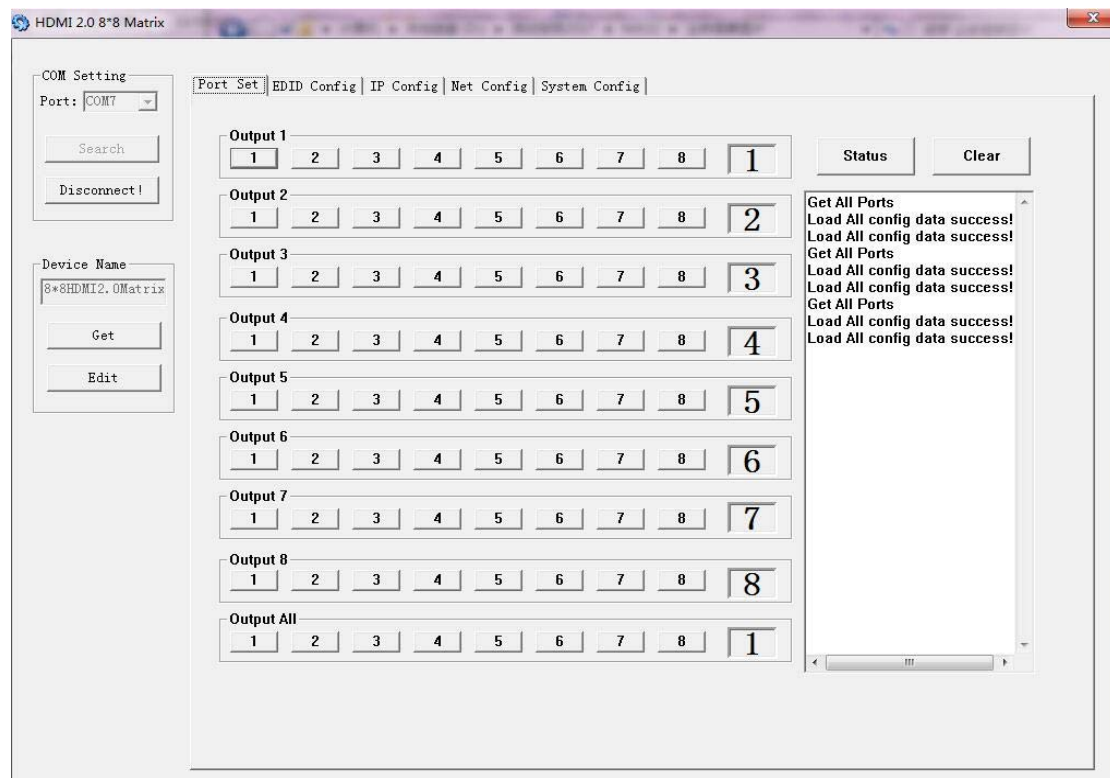 HDMI 2.0 8*8 Matrix
COM Setting
Port: COM7
Search
Disconnect!
Device Name
8*8HDMI2.0Matrix
Get
Edit
Port Set EDID Config IP Config Net Config System Config
Output 1
1 2 3 4 5 6 7 8 1
Output 2
1 2 3 4 5 6 7 8 2
Output 3
1 2 3 4 5 6 7 8 3
Output 4
1 2 3 4 5 6 7 8 4
Output 5
1 2 3 4 5 6 7 8 5
Output 6
1 2 3 4 5 6 7 8 6
Output 7
1 2 3 4 5 6 7 8 7
Output 8
1 2 3 4 5 6 7 8 8
Output All
1 2 3 4 5 6 7 8 1
Status Clear
Get All Ports
Load All config data success!
Load All config data success!
Get All Ports
Load All config data success!
Load All config data success!
Get All Ports
Load All config data success!
Load All config data success!